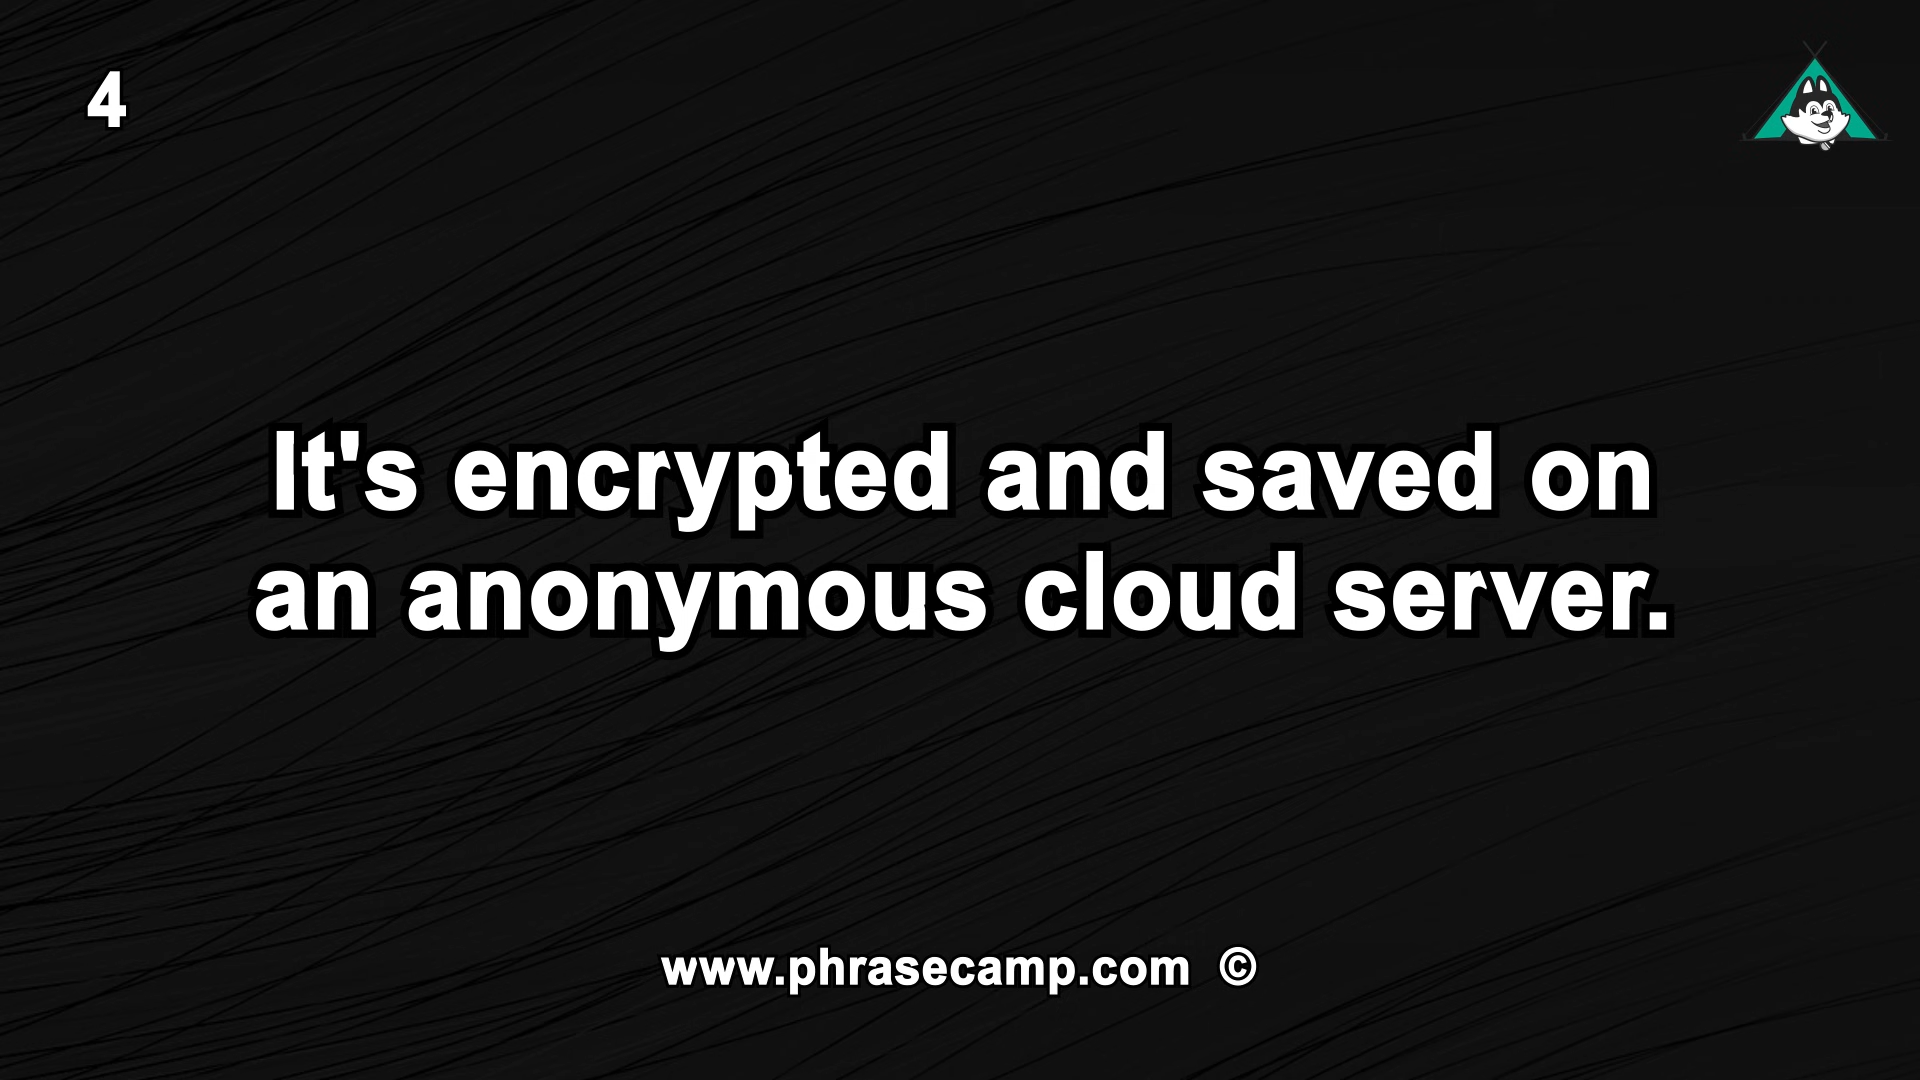 4
It's encrypted and saved on
an anonymous cloud server.
www.phrasecamp.com ©